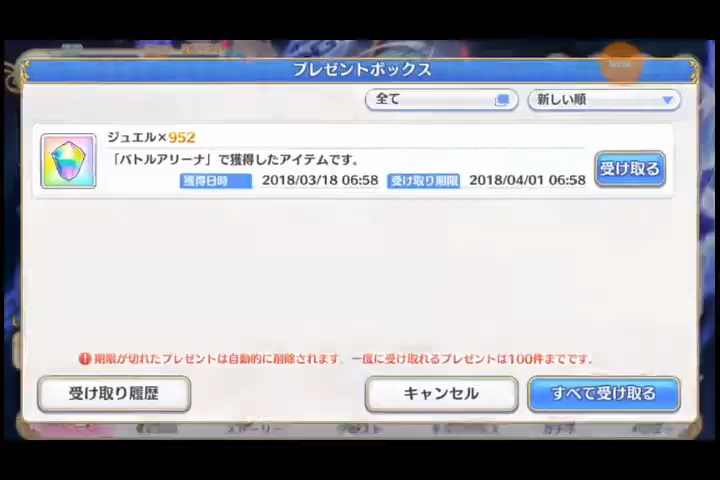 プレゼントボックス
全て
新しい順
ジュエル×952
「バトルアリーナ」で獲得したアイテムです。
獲得日時 2018/03/18 06:58 受け取り期限 2018/04/01 06:58
受け取る
期限が切れたプレゼントは自動的に削除されます。一度に受け取れるプレゼントは100件までです。
受け取り履歴
キャンセル
すべて受け取る